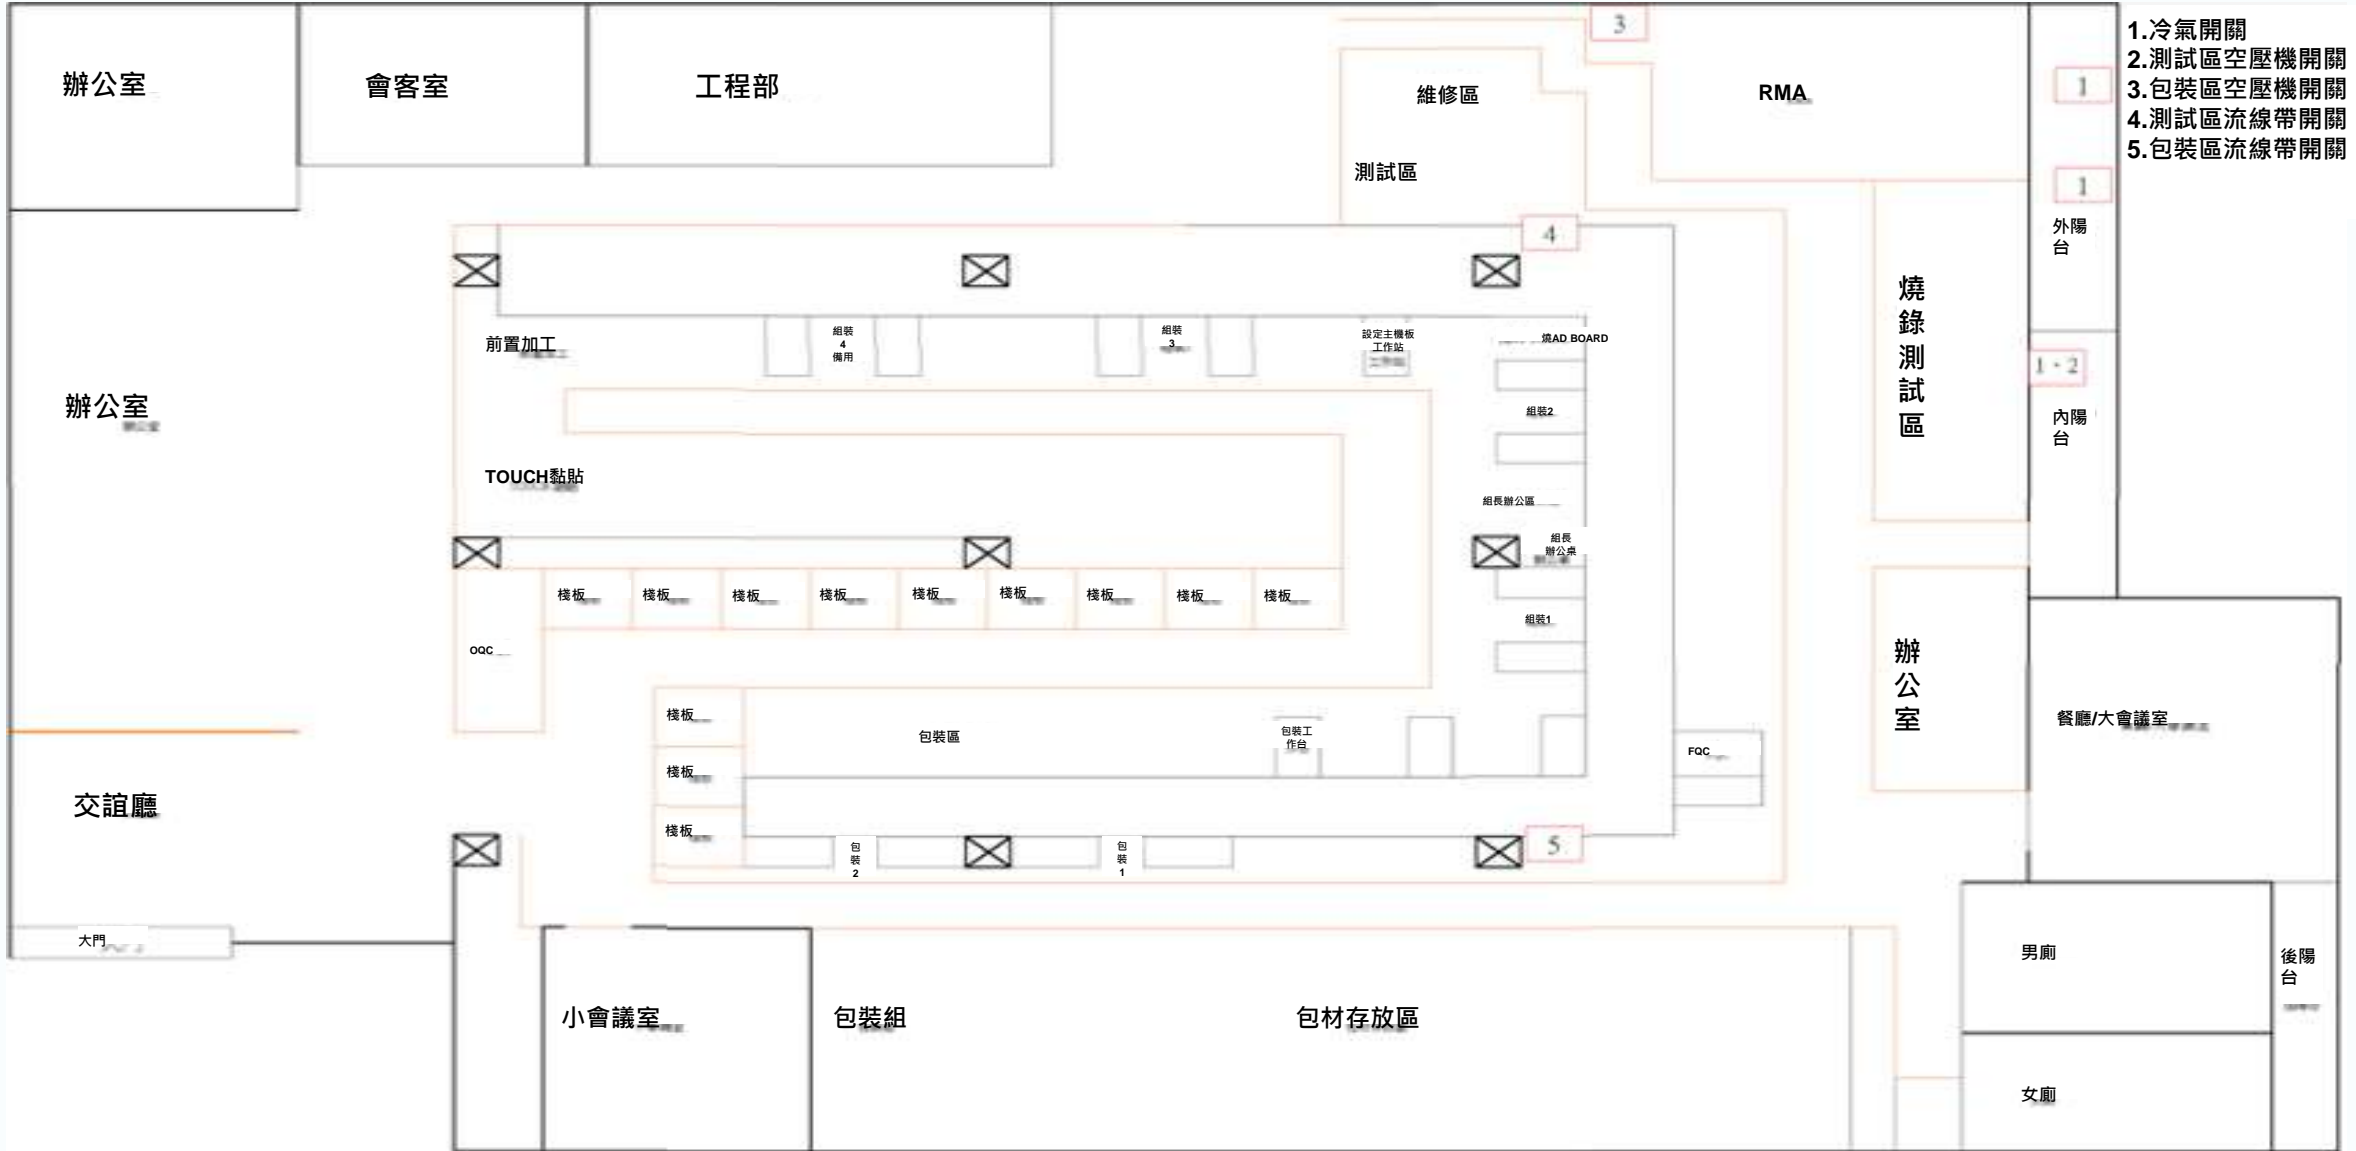 1.冷氣開關
2.測試區空壓機開關
3.包裝區空壓機開關
4.測試區流線帶開關
5.包裝區流線帶開關
3
辦公室
會客室
工程部
維修區
RMA
1
測試區
1
外陽
台
4
燒
錄
測
試
區
前置加工
組裝
4
備用
組裝
3
設定主機板
工作站
燒AD BOARD
1、2
辦公室
組裝2
內陽
台
TOUCH黏貼
組長辦公區
組長
辦公桌
棧板
棧板
棧板
棧板
棧板
棧板
棧板
棧板
棧板
組裝1
OQC
辦
公
室
棧板
包裝區
包裝工
作台
FQC
餐廳/大會議室
棧板
交誼廳
棧板
包
裝
2
包
裝
1
5
大門
男廁
後陽
台
小會議室
包裝組
包材存放區
女廁